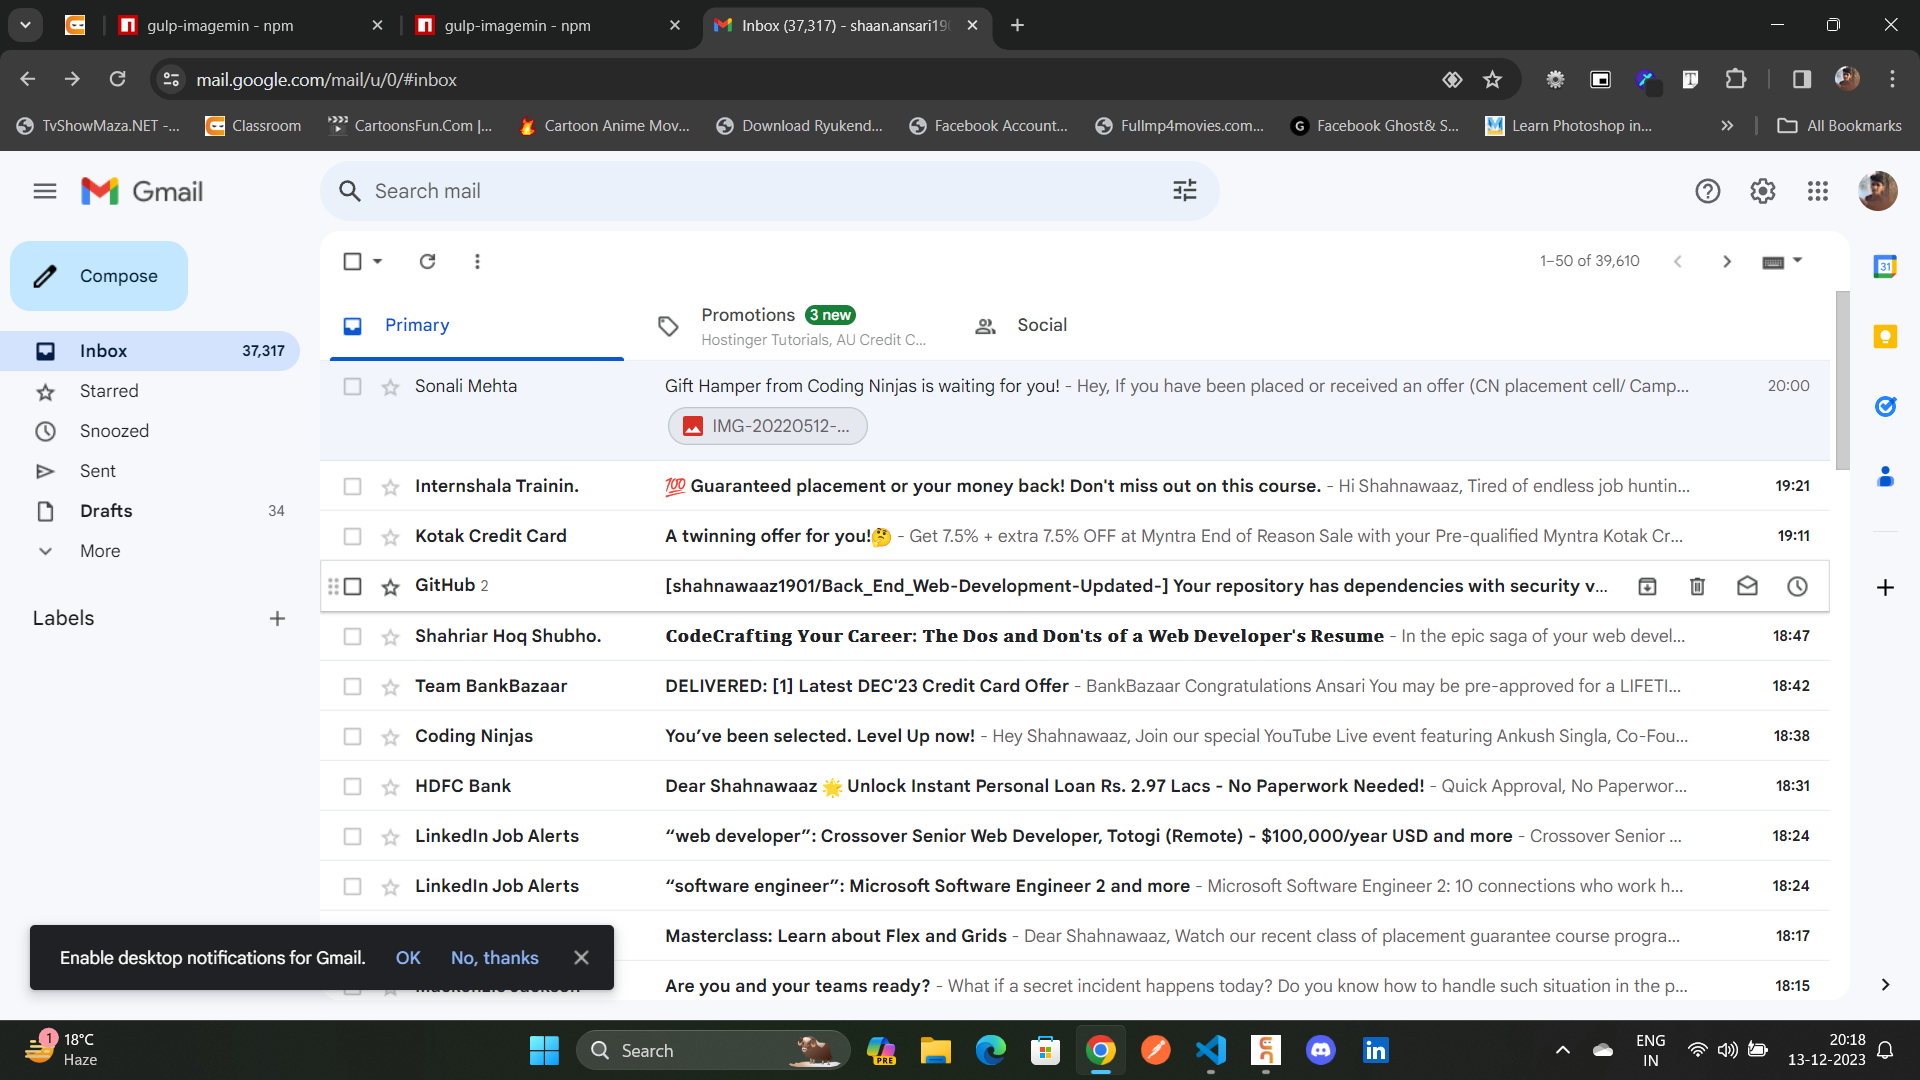 gulp-imagemin - npm
gulp-imagemin - npm
Inbox (37,317) - shaan.ansari19
mail.google.com/mail/u/0/#inbox
TvShowMaza.NET -...
Classroom
CartoonsFun.Com |...
Cartoon Anime Mov...
Download Ryukend...
Facebook Account...
Fullmp4movies.com...
G
Facebook Ghost& S...
Learn Photoshop in...
All Bookmarks
Gmail
Search mail
Compose
1–50 of 39,610
31
Inbox 37,317
Starred
Snoozed
Sent
Drafts 34
More
Labels
Primary
Promotions 3 new
Hostinger Tutorials, AU Credit C...
Social
Sonali Mehta Gift Hamper from Coding Ninjas is waiting for you! - Hey, If you have been placed or received an offer (CN placement cell/ Camp... 20:00
IMG-20220512-...
Internshala Trainin. 💯 Guaranteed placement or your money back! Don't miss out on this course. - Hi Shahnawaaz, Tired of endless job huntin... 19:21
Kotak Credit Card A twinning offer for you!🤔 - Get 7.5% + extra 7.5% OFF at Myntra End of Reason Sale with your Pre-qualified Myntra Kotak Cr... 19:11
GitHub 2 [shahnawaaz1901/Back_End_Web-Development-Updated-] Your repository has dependencies with security v...
Shahriar Hoq Shubho. 𝐂𝐨𝐝𝐞𝐂𝐫𝐚𝐟𝐭𝐢𝐧𝐠 𝐘𝐨𝐮𝐫 𝐂𝐚𝐫𝐞𝐞𝐫: 𝐓𝐡𝐞 𝐃𝐨𝐬 𝐚𝐧𝐝 𝐃𝐨𝐧'𝐭𝐬 𝐨𝐟 𝐚 𝐖𝐞𝐛 𝐃𝐞𝐯𝐞𝐥𝐨𝐩𝐞𝐫'𝐬 𝐑𝐞𝐬𝐮𝐦𝐞 - In the epic saga of your web devel... 18:47
Team BankBazaar DELIVERED: [1] Latest DEC'23 Credit Card Offer - BankBazaar Congratulations Ansari You may be pre-approved for a LIFETI... 18:42
Coding Ninjas You’ve been selected. Level Up now! - Hey Shahnawaaz, Join our special YouTube Live event featuring Ankush Singla, Co-Fou... 18:38
HDFC Bank Dear Shahnawaaz 🌟 Unlock Instant Personal Loan Rs. 2.97 Lacs - No Paperwork Needed! - Quick Approval, No Paperwor... 18:31
LinkedIn Job Alerts “web developer”: Crossover Senior Web Developer, Totogi (Remote) - $100,000/year USD and more - Crossover Senior ... 18:24
LinkedIn Job Alerts “software engineer”: Microsoft Software Engineer 2 and more - Microsoft Software Engineer 2: 10 connections who work h... 18:24
Masterclass: Learn about Flex and Grids - Dear Shahnawaaz, Watch our recent class of placement guarantee course progra... 18:17
Are you and your teams ready? - What if a secret incident happens today? Do you know how to handle such situation in the p... 18:15
Enable desktop notifications for Gmail. OK No, thanks
1
18°C
Haze
Search
PRE
in
ENG
IN
20:18
13-12-2023